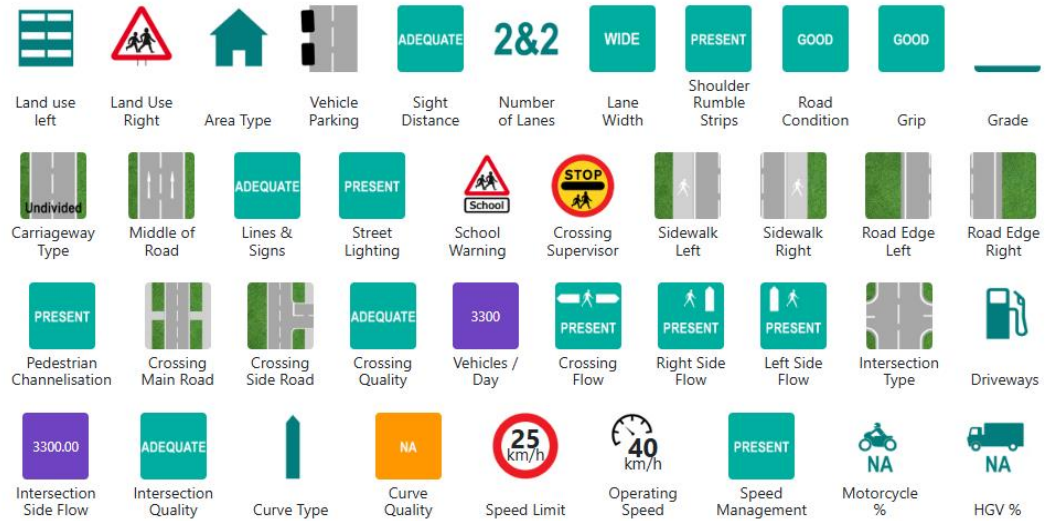 ADEQUATE
2&2
WIDE
PRESENT
GOOD
GOOD
Land use
left
Land Use
Right
Area Type
Vehicle
Parking
Sight
Distance
Number
of Lanes
Lane
Width
Shoulder
Rumble
Strips
Road
Condition
Grip
Grade
Undivided
ADEQUATE
PRESENT
School
STOP
Carriageway
Type
Middle of
Road
Lines &
Signs
Street
Lighting
School
Warning
Crossing
Supervisor
Sidewalk
Left
Sidewalk
Right
Road Edge
Left
Road Edge
Right
PRESENT
ADEQUATE
3300
PRESENT
PRESENT
PRESENT
Pedestrian
Channelisation
Crossing
Main Road
Crossing
Side Road
Crossing
Quality
Vehicles /
Day
Crossing
Flow
Right Side
Flow
Left Side
Flow
Intersection
Type
Driveways
3300.00
ADEQUATE
NA
25
km/h
40
km/h
PRESENT
NA
NA
Intersection
Side Flow
Intersection
Quality
Curve Type
Curve
Quality
Speed Limit
Operating
Speed
Speed
Management
Motorcycle
%
HGV %